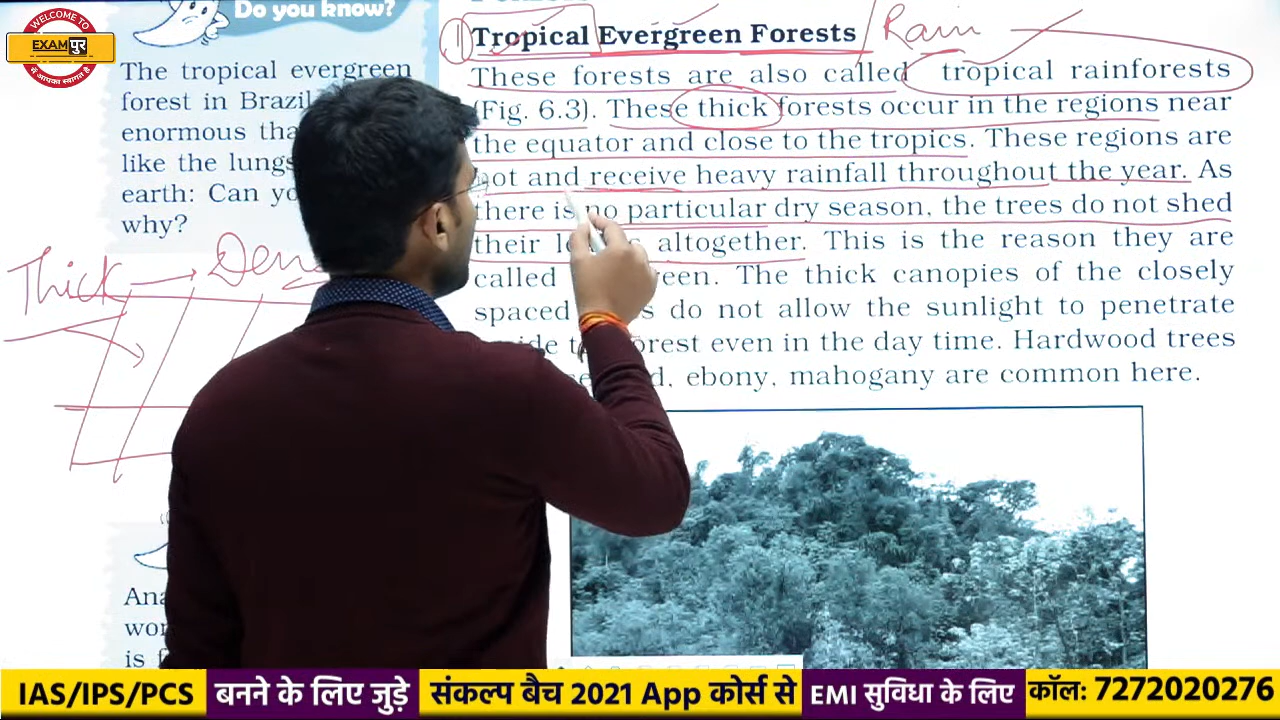 WELCOME TO
EXAMपुर
में आपका स्वागत है
Do you know?
The tropical evergreen
forest in Brazil
enormous tha
like the lungs
earth: Can yo
why?
Thick → Den
1 Tropical Evergreen Forests / Rain
These forests are also called tropical rainforests
(Fig. 6.3). These thick forests occur in the regions near
the equator and close to the tropics. These regions are
hot and receive heavy rainfall throughout the year. As
there is no particular dry season, the trees do not shed
their le s altogether. This is the reason they are
called een. The thick canopies of the closely
spaced s do not allow the sunlight to penetrate
ide t orest even in the day time. Hardwood trees
d, ebony, mahogany are common here.
Ana
wor
is f
IAS/IPS/PCS बनने के लिए जुड़े संकल्प बैच 2021 App कोर्स से EMI सुविधा के लिए कॉल: 7272020276